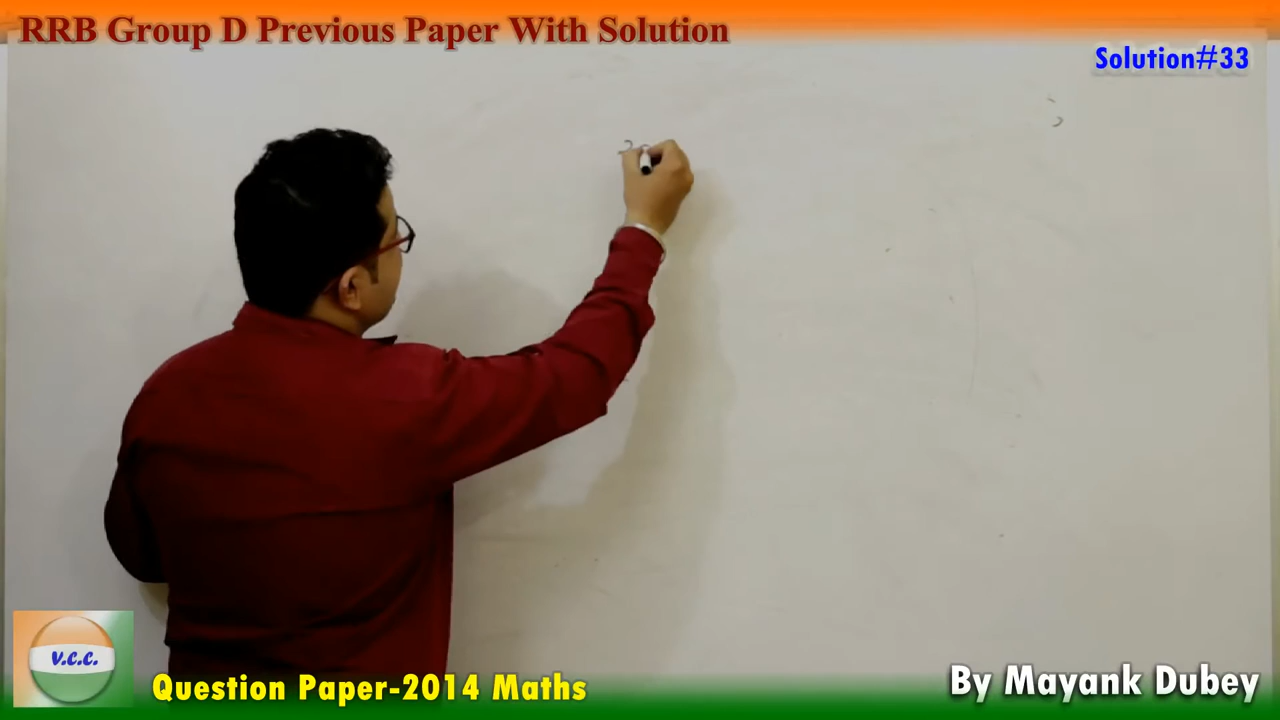 RRB Group D Previous Paper With Solution
Solution#33
V.C.C.
Question Paper-2014 Maths
By Mayank Dubey